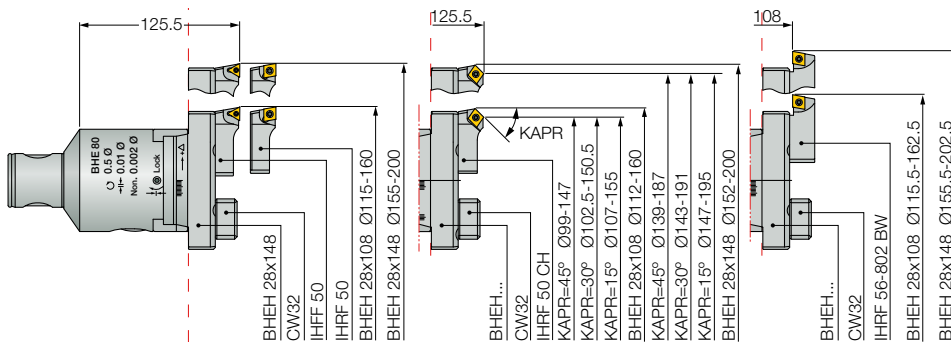 125.5
BHE 80
↻ 0.5 Ø
0.01 Ø
Non. 0.002 Ø
Lock
+Δ
BHEH 28x148
CW32
IHFF 50
IHRF 50
BHEH 28x108 Ø115-160
BHEH 28x148 Ø155-200
125.5
KAPR
BHEH...
CW32
IHRF 50 CH
KAPR=45° Ø99-147
KAPR=30° Ø102.5-150.5
KAPR=15° Ø107-155
BHEH 28x108 Ø112-160
KAPR=45° Ø139-187
KAPR=30° Ø143-191
KAPR=15° Ø147-195
BHEH 28x148 Ø152-200
108
BHEH...
CW32
IHRF 56-802 BW
BHEH 28x108 Ø115.5-162.5
BHEH 28x148 Ø155.5-202.5